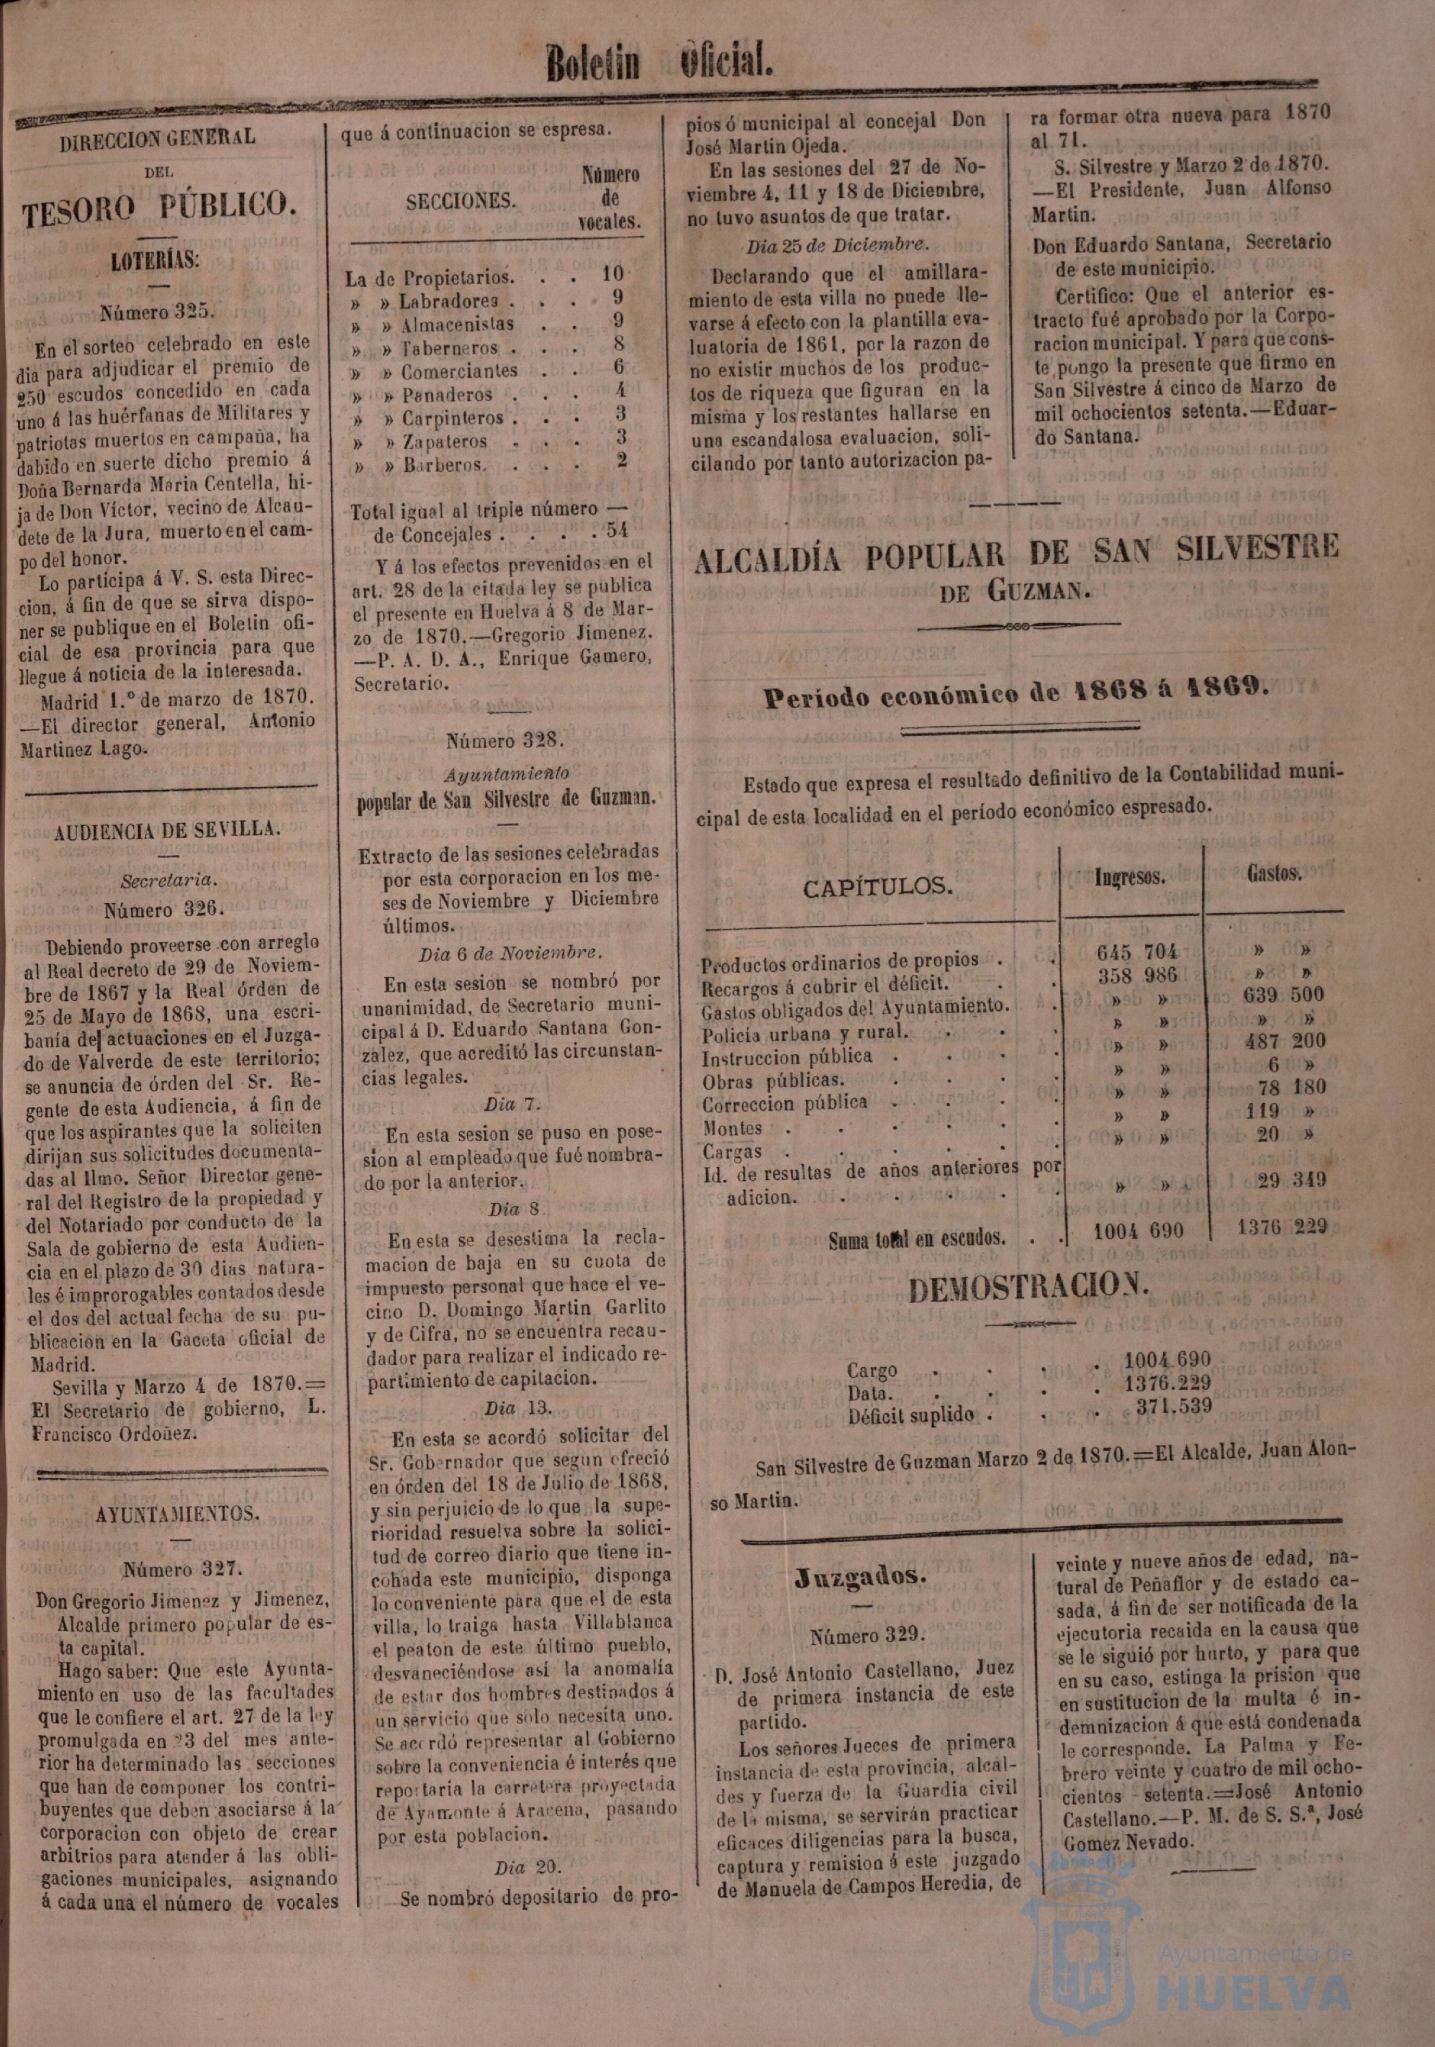 Boletin Oficial.
DIRECCION GENERAL
DEL
TESORO PÚBLICO.
LOTERÍAS:
Número 325.
En el sorteo celebrado en este
dia para adjudicar el premio de
250 escudos concedido en cada
uno á las huérfanas de Militares y
patriotas muertos en campaña, ha
dabido en suerte dicho premio á
Doña Bernarda Maria Centella, hi-
ja de Don Victor, vecino de Alcau-
dete de la Jura, muerto en el cam-
po del honor.
Lo participa á V. S. esta Direc-
cion, á fin de que se sirva dispo-
ner se publique en el Boletin ofi-
cial de esa provincia para que
llegue á noticia de la interesada.
Madrid 1.º de marzo de 1870.
—El director general, Antonio
Martinez Lago.
AUDIENCIA DE SEVILLA.
Secretaria.
Número 326.
Debiendo proveerse con arreglo
al Real decreto de 29 de Noviem-
bre de 1867 y la Real órden de
25 de Mayo de 1868, una escri-
bania de actuaciones en el Juzga-
do de Valverde de este territorio;
se anuncia de órden del Sr. Re-
gente de esta Audiencia, á fin de
que los aspirantes que la soliciten
dirijan sus solicitudes documenta-
das al Ilmo. Señor Director gene-
ral del Registro de la propiedad y
del Notariado por conducto de la
Sala de gobierno de esta Audien-
cia en el plazo de 30 dias natura-
les é improrogables contados desde
el dos del actual fecha de su pu-
blicacion en la Gaceta oficial de
Madrid.
Sevilla y Marzo 4 de 1870.=
El Secretario de gobierno, L.
Francisco Ordoñez.
AYUNTAMIENTOS.
Número 327.
Don Gregorio Jimenez y Jimenez,
Alcalde primero popular de es-
ta capital.
Hago saber: Que este Ayunta-
miento en uso de las facultades
que le confiere el art. 27 de la ley
promulgada en 23 del mes ante-
rior ha determinado las secciones
que han de componer los contri-
buyentes que deben asociarse á la
corporacion con objeto de crear
arbitrios para atender á las obli-
gaciones municipales, asignando
á cada una el número de vocales
que á continuacion se espresa.
SECCIONES. Número de vocales.
La de Propietarios. . . 10
» » Labradores . . . 9
» » Almacenistas . . 9
» » Taberneros . . . 8
» » Comerciantes . . 6
» » Panaderos . . . 4
» » Carpinteros . . . 3
» » Zapateros . . . 3
» » Barberos. . . . 2
Total igual al triple número —
de Concejales . . . . 54
Y á los efectos prevenidos en el
art. 28 de la citada ley se publica
el presente en Huelva á 8 de Mar-
zo de 1870.—Gregorio Jimenez.
—P. A. D. A., Enrique Gamero,
Secretario.
Número 328.
Ayuntamiento
popular de San Silvestre de Guzman.
Extracto de las sesiones celebradas
por esta corporacion en los me-
ses de Noviembre y Diciembre
últimos.
Dia 6 de Noviembre.
En esta sesion se nombró por
unanimidad, de Secretario muni-
cipal á D. Eduardo Santana Gon-
zalez, que acreditó las circunstan-
cias legales.
Dia 7.
En esta sesion se puso en pose-
sion al empleado que fué nombra-
do por la anterior.
Dia 8.
En esta se desestima la recla-
macion de baja en su cuota de
impuesto personal que hace el ve-
cino D. Domingo Martin Garlito
y de Cifra, no se encuentra recau-
dador para realizar el indicado re-
partimiento de capitacion.
Dia 13.
En esta se acordó solicitar del
Sr. Gobernador que segun ofreció
en órden del 18 de Julio de 1868,
y sin perjuicio de lo que la supe-
rioridad resuelva sobre la solici-
tud de correo diario que tiene in-
cohada este municipio, disponga
lo conveniente para que el de esta
villa, lo traiga hasta Villablanca
el peaton de este último pueblo,
desvaneciéndose así la anomalía
de estar dos hombres destinados á
un servicio que solo necesita uno.
Se acordó representar al Gobierno
sobre la conveniencia é interés que
reportaria la carretera proyectada
de Ayamonte á Aracena, pasando
por esta poblacion.
Dia 20.
Se nombró depositario de pro-
pios ó municipal al concejal Don
José Martin Ojeda.
En las sesiones del 27 de No-
viembre 4, 11 y 18 de Diciembre,
no tuvo asuntos de que tratar.
Dia 25 de Diciembre.
Declarando que el amillara-
miento de esta villa no puede lle-
varse á efecto con la plantilla eva-
luatoria de 1861, por la razon de
no existir muchos de los produc-
tos de riqueza que figuran en la
misma y los restantes hallarse en
una escandalosa evaluacion, soli-
cilando por tanto autorizacion pa-
ra formar otra nueva para 1870
al 71.
S. Silvestre y Marzo 2 de 1870.
—El Presidente, Juan Alfonso
Martin.
Don Eduardo Santana, Secretario
de este municipio.
Certifico: Que el anterior es-
tracto fué aprobado por la Corpo-
racion municipal. Y para que cons-
te pongo la presente que firmo en
San Silvestre á cinco de Marzo de
mil ochocientos setenta.—Eduar-
do Santana.
ALCALDÍA POPULAR DE SAN SILVESTRE
DE GUZMAN.
Período económico de 1868 á 1869.
Estado que expresa el resultado definitivo de la Contabilidad muni-
cipal de esta localidad en el período económico espresado.
CAPÍTULOS. Ingresos. Gastos.
Productos ordinarios de propios . . 645 704 » »
Recargos á cubrir el déficit. . . 358 986 » »
Gastos obligados del Ayuntamiento. . » » 639 500
Policía urbana y rural. . . . » » » »
Instruccion pública . . . . » » 487 200
Obras públicas. . . . . » » 6 »
Correccion pública . . . . » » 78 180
Montes . . . . . . » » 119 »
Cargas . . . . . . » » 20 »
Id. de resultas de años anteriores por
adicion. . . . . . » » 29 349
Suma total en escudos. . . 1004 690 1376 229
DEMOSTRACION.
Cargo . . . . 1004.690
Data. . . . . 1376.229
Déficit suplido . . . 371.539
San Silvestre de Guzman Marzo 2 de 1870.=El Alcalde, Juan Alon-
so Martin.
Juzgados.
Número 329.
D. José Antonio Castellano, Juez
de primera instancia de este
partido.
Los señores Jueces de primera
instancia de esta provincia, alcal-
des y fuerza de la Guardia civil
de la misma, se servirán practicar
eficaces diligencias para la busca,
captura y remision á este juzgado
de Manuela de Campos Heredia, de
veinte y nueve años de edad, na-
tural de Peñaflor y de estado ca-
sada, á fin de ser notificada de la
ejecutoria recaida en la causa que
se le siguió por hurto, y para que
en su caso, estinga la prision que
en sustitucion de la multa é in-
demnizacion á que está condenada
le corresponde. La Palma y Fe-
brero veinte y cuatro de mil ocho-
cientos setenta.=José Antonio
Castellano.—P. M. de S. S.ª, José
Gomez Nevado.
Ayuntamiento de
HUELVA